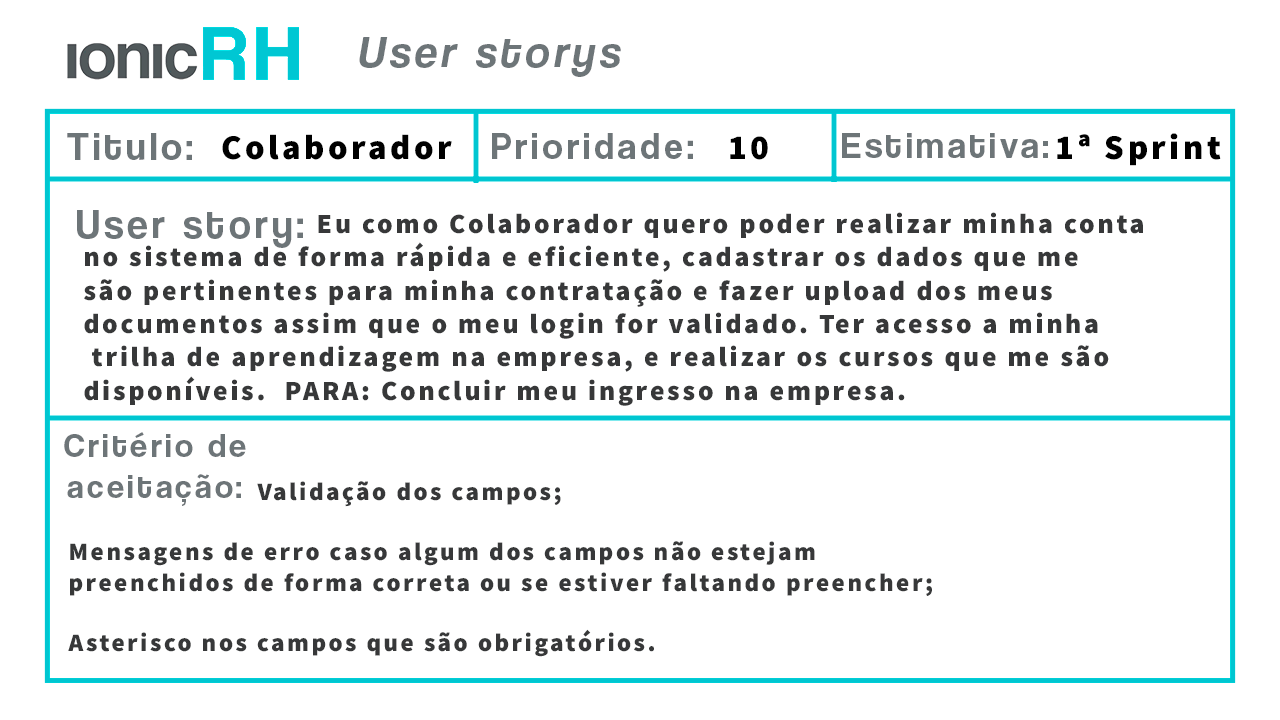 ionicRH User storys
Titulo: Colaborador Prioridade: 10 Estimativa: 1ª Sprint
User story: Eu como Colaborador quero poder realizar minha conta
no sistema de forma rápida e eficiente, cadastrar os dados que me
são pertinentes para minha contratação e fazer upload dos meus
documentos assim que o meu login for validado. Ter acesso a minha
trilha de aprendizagem na empresa, e realizar os cursos que me são
disponíveis. PARA: Concluir meu ingresso na empresa.
Critério de
aceitação: Validação dos campos;
Mensagens de erro caso algum dos campos não estejam
preenchidos de forma correta ou se estiver faltando preencher;
Asterisco nos campos que são obrigatórios.